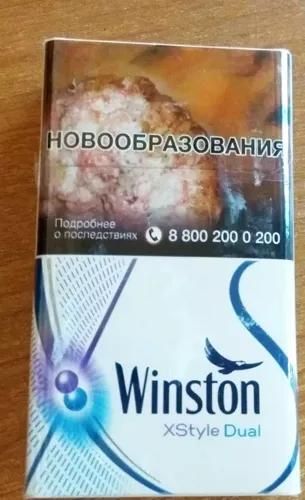 НОВООБРАЗОВАНИЯ
Подробнее
о последствиях 8 800 200 0 200
Winston
XStyle Dual